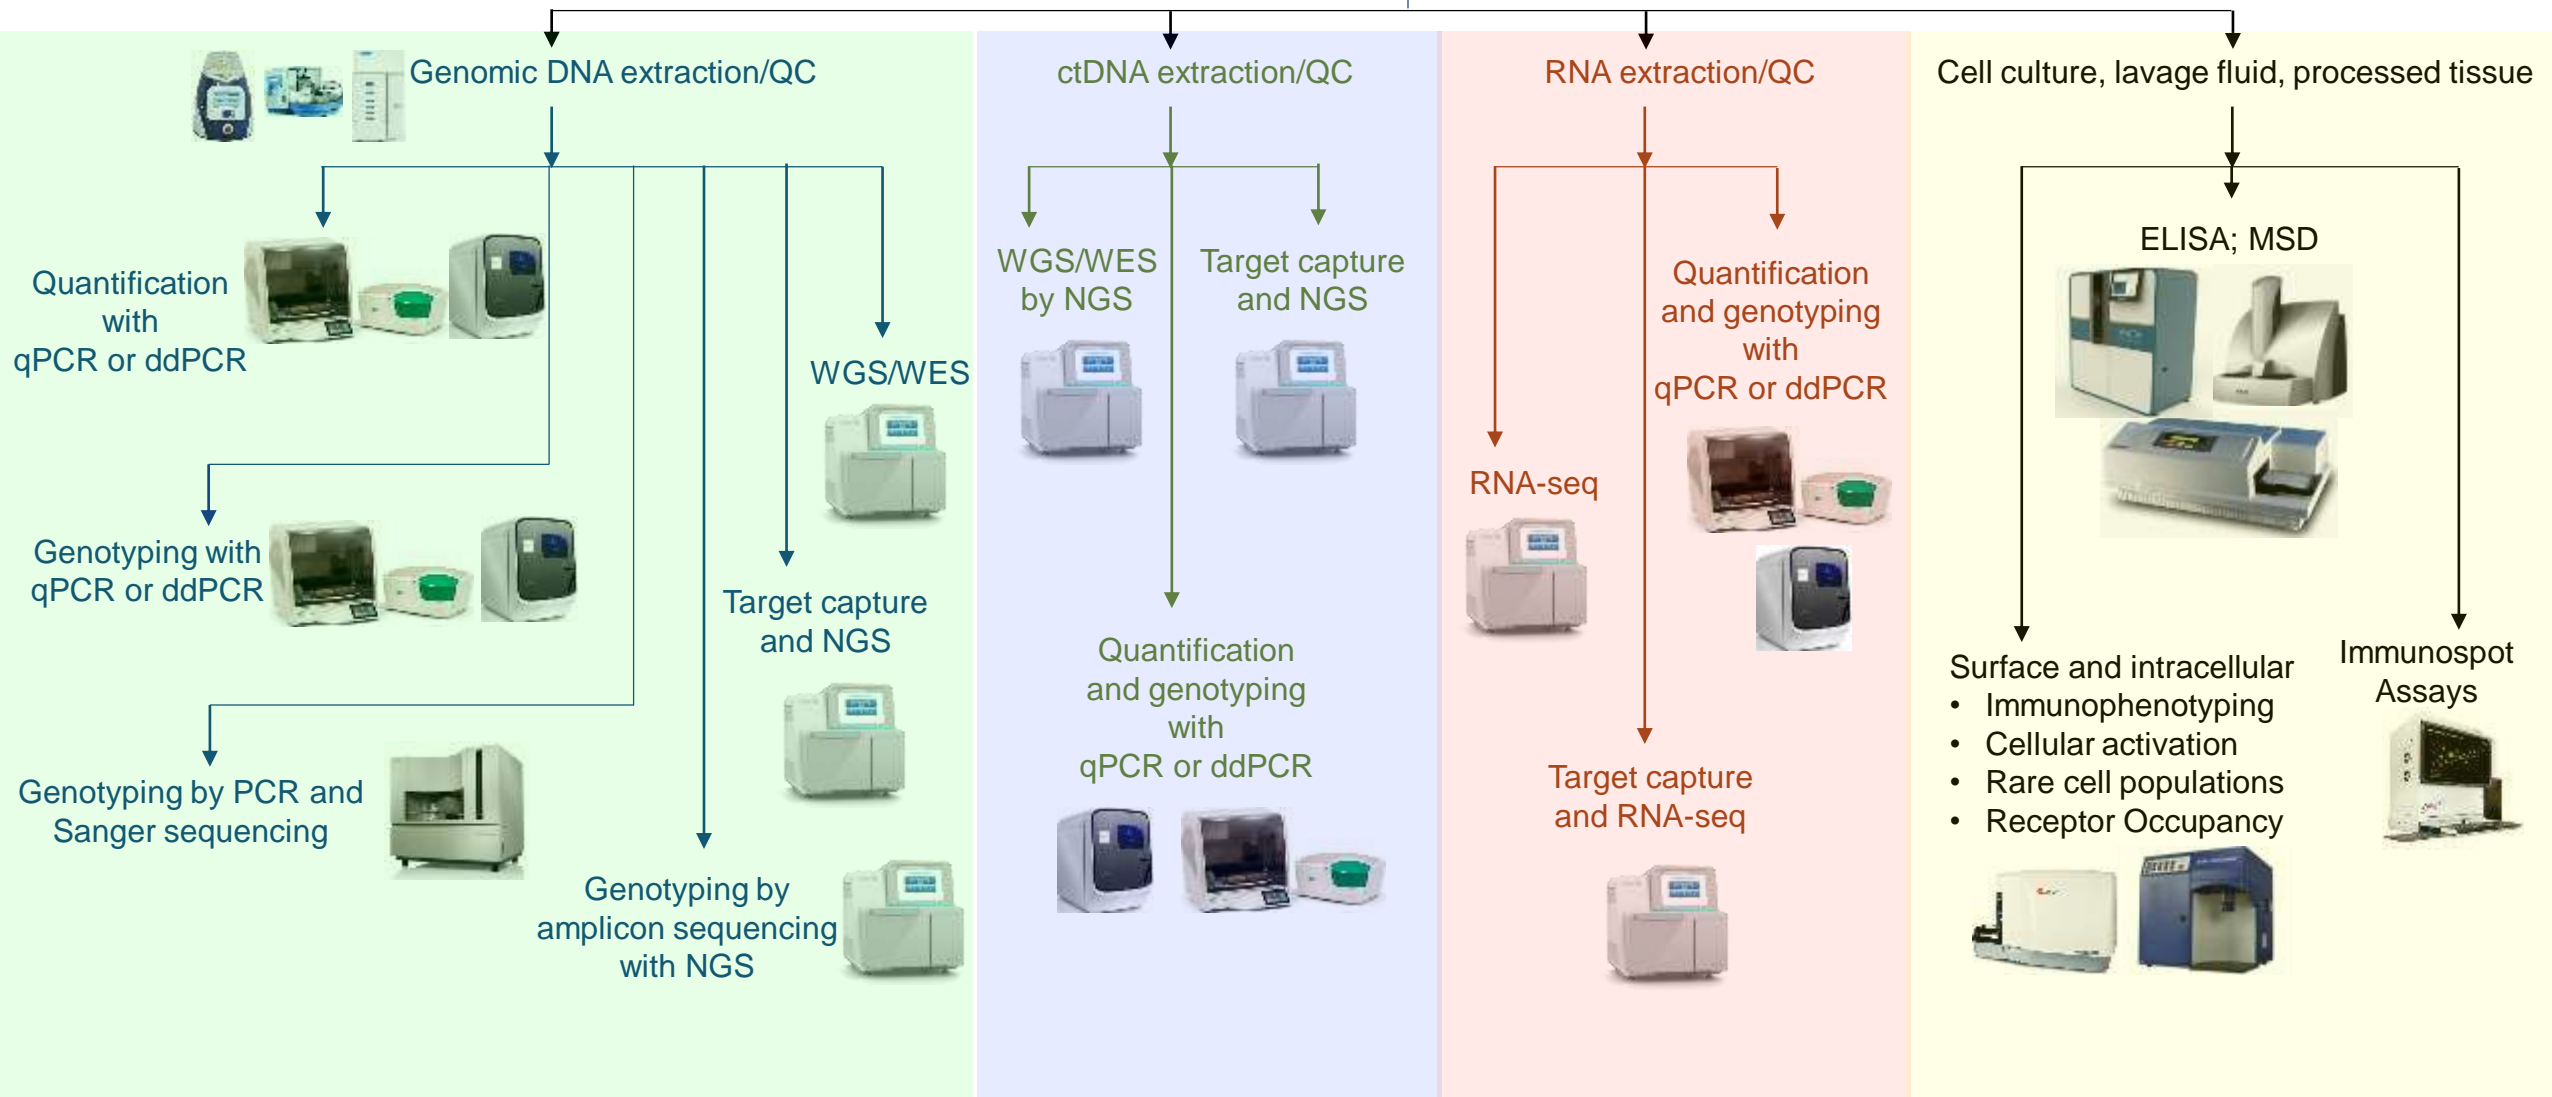 Genomic DNA extraction/QC
Quantification
with
qPCR or ddPCR
Genotyping with
qPCR or ddPCR
Genotyping by PCR and
Sanger sequencing
Genotyping by
amplicon sequencing
with NGS
Target capture
and NGS
WGS/WES
ctDNA extraction/QC
WGS/WES
by NGS
Target capture
and NGS
Quantification
and genotyping
with
qPCR or ddPCR
RNA extraction/QC
RNA-seq
Quantification
and genotyping
with
qPCR or ddPCR
Target capture
and RNA-seq
Cell culture, lavage fluid, processed tissue
ELISA; MSD
Surface and intracellular
• Immunophenotyping
• Cellular activation
• Rare cell populations
• Receptor Occupancy
Immunospot
Assays